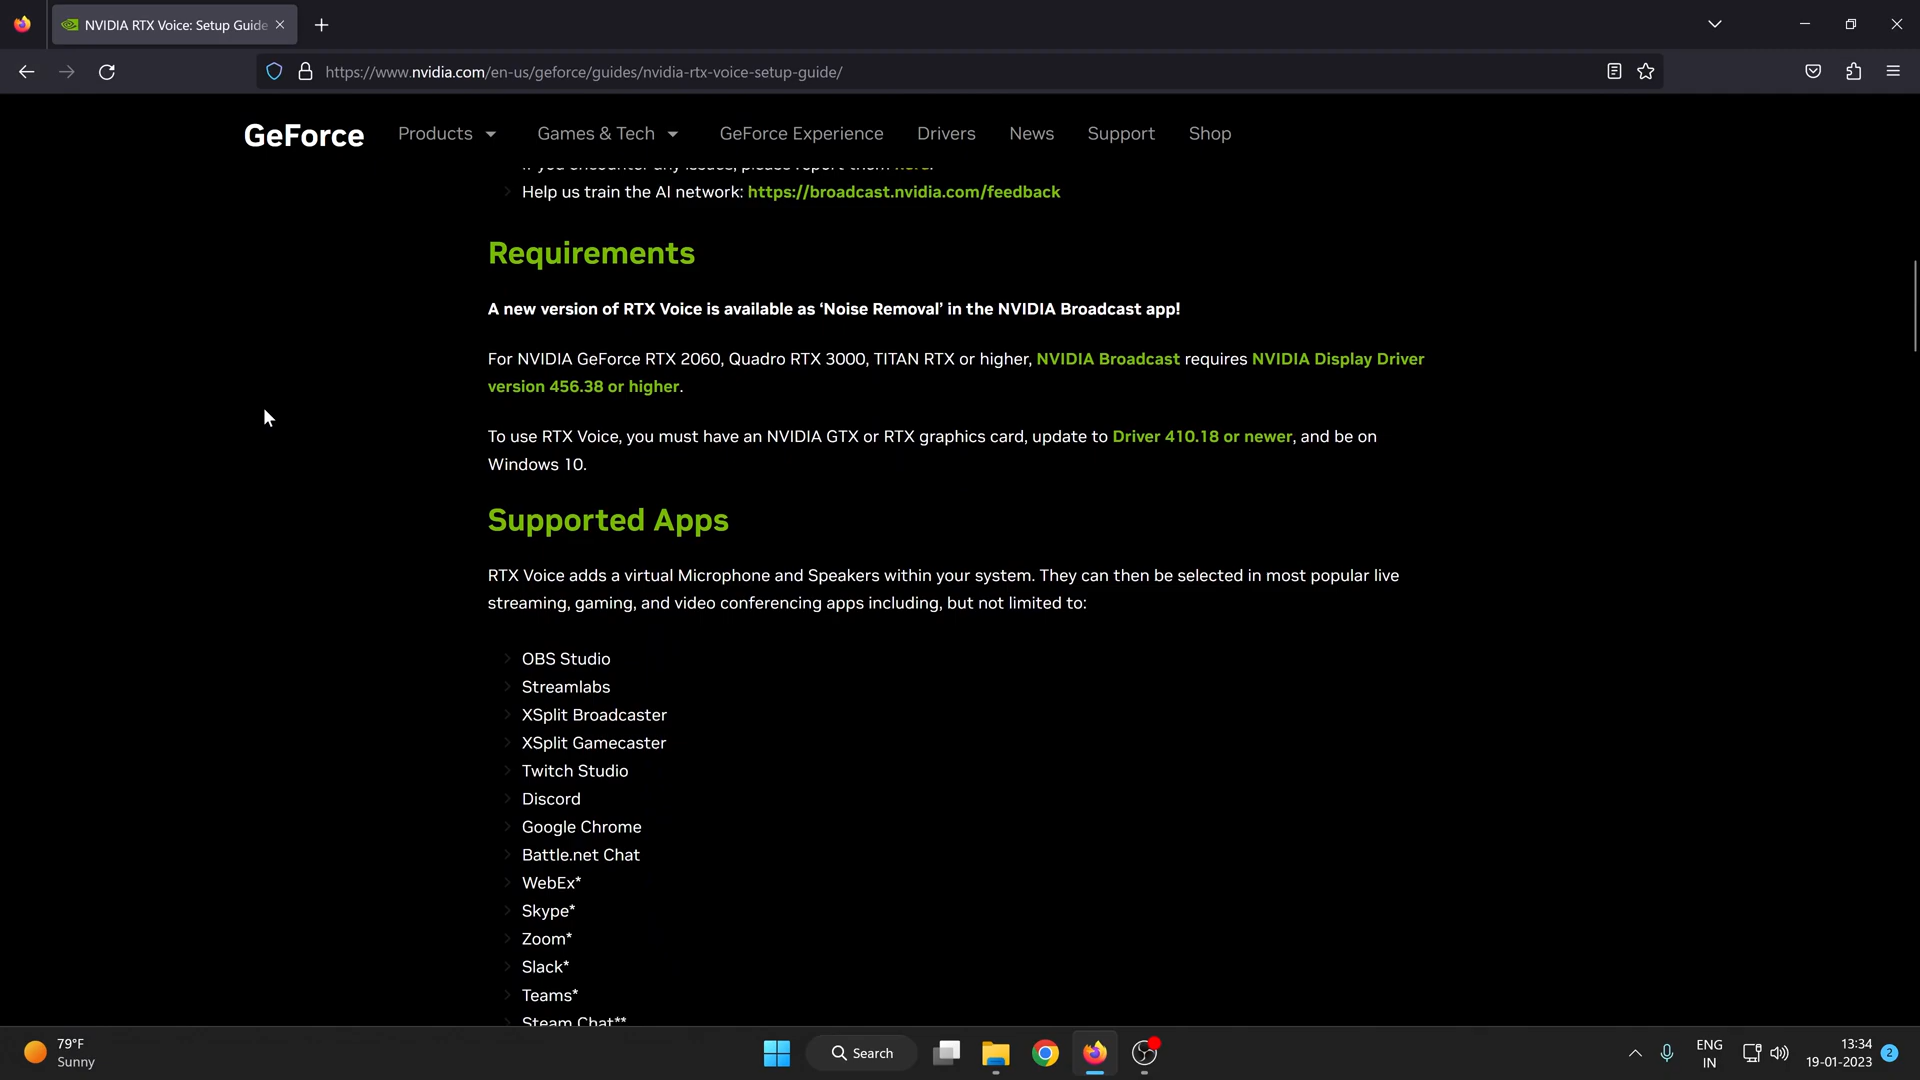 NVIDIA RTX Voice: Setup Guide
https://www.nvidia.com/en-us/geforce/guides/nvidia-rtx-voice-setup-guide/
GeForce Products Games & Tech GeForce Experience Drivers News Support Shop
If you encounter any issues, please report them here.
Help us train the AI network: https://broadcast.nvidia.com/feedback
Requirements
A new version of RTX Voice is available as ‘Noise Removal’ in the NVIDIA Broadcast app!
For NVIDIA GeForce RTX 2060, Quadro RTX 3000, TITAN RTX or higher, NVIDIA Broadcast requires NVIDIA Display Driver
version 456.38 or higher.
To use RTX Voice, you must have an NVIDIA GTX or RTX graphics card, update to Driver 410.18 or newer, and be on
Windows 10.
Supported Apps
RTX Voice adds a virtual Microphone and Speakers within your system. They can then be selected in most popular live
streaming, gaming, and video conferencing apps including, but not limited to:
OBS Studio
Streamlabs
XSplit Broadcaster
XSplit Gamecaster
Twitch Studio
Discord
Google Chrome
Battle.net Chat
WebEx*
Skype*
Zoom*
Slack*
Teams*
Steam Chat**
79°F
Sunny
Search
ENG
IN
13:34
19-01-2023
2